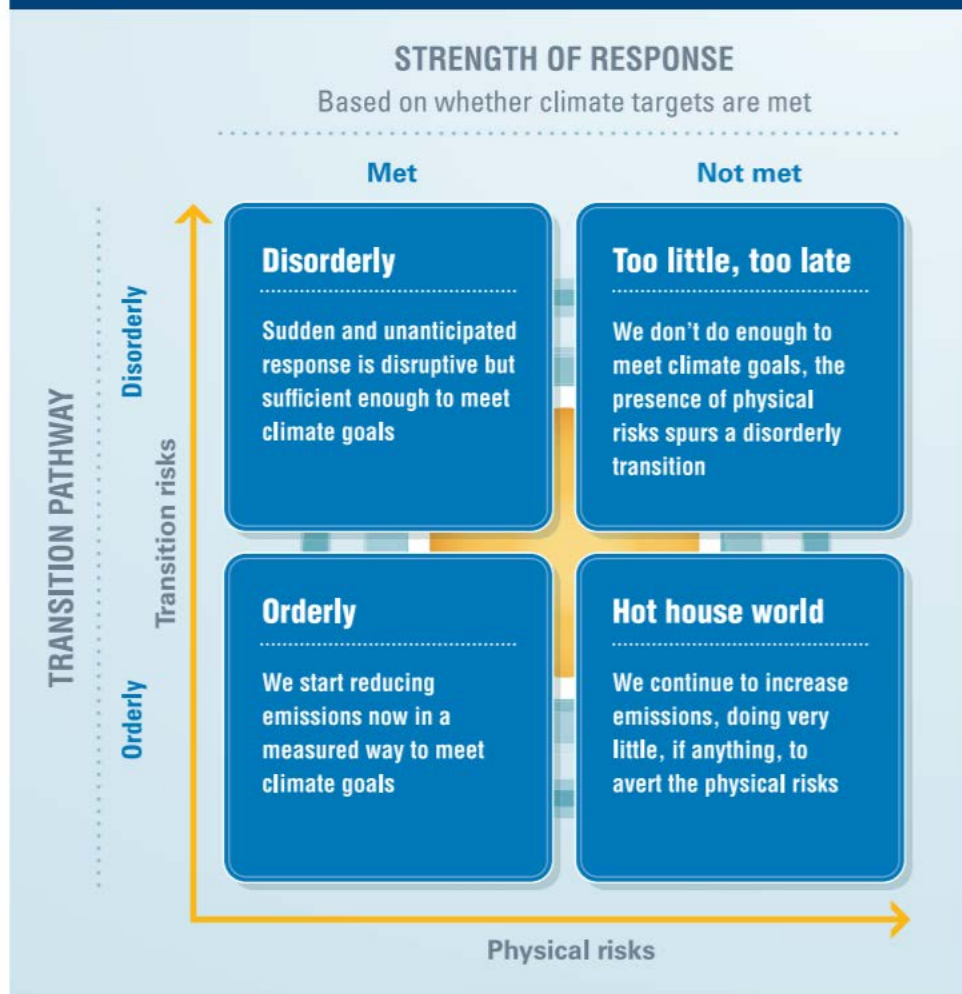 STRENGTH OF RESPONSE
Based on whether climate targets are met
Met
Not met
TRANSITION PATHWAY
Disorderly
Orderly
Transition risks
Disorderly
Sudden and unanticipated
response is disruptive but
sufficient enough to meet
climate goals
Too little, too late
We don't do enough to
meet climate goals, the
presence of physical
risks spurs a disorderly
transition
Orderly
We start reducing
emissions now in a
measured way to meet
climate goals
Hot house world
We continue to increase
emissions, doing very
little, if anything, to
avert the physical risks
Physical risks